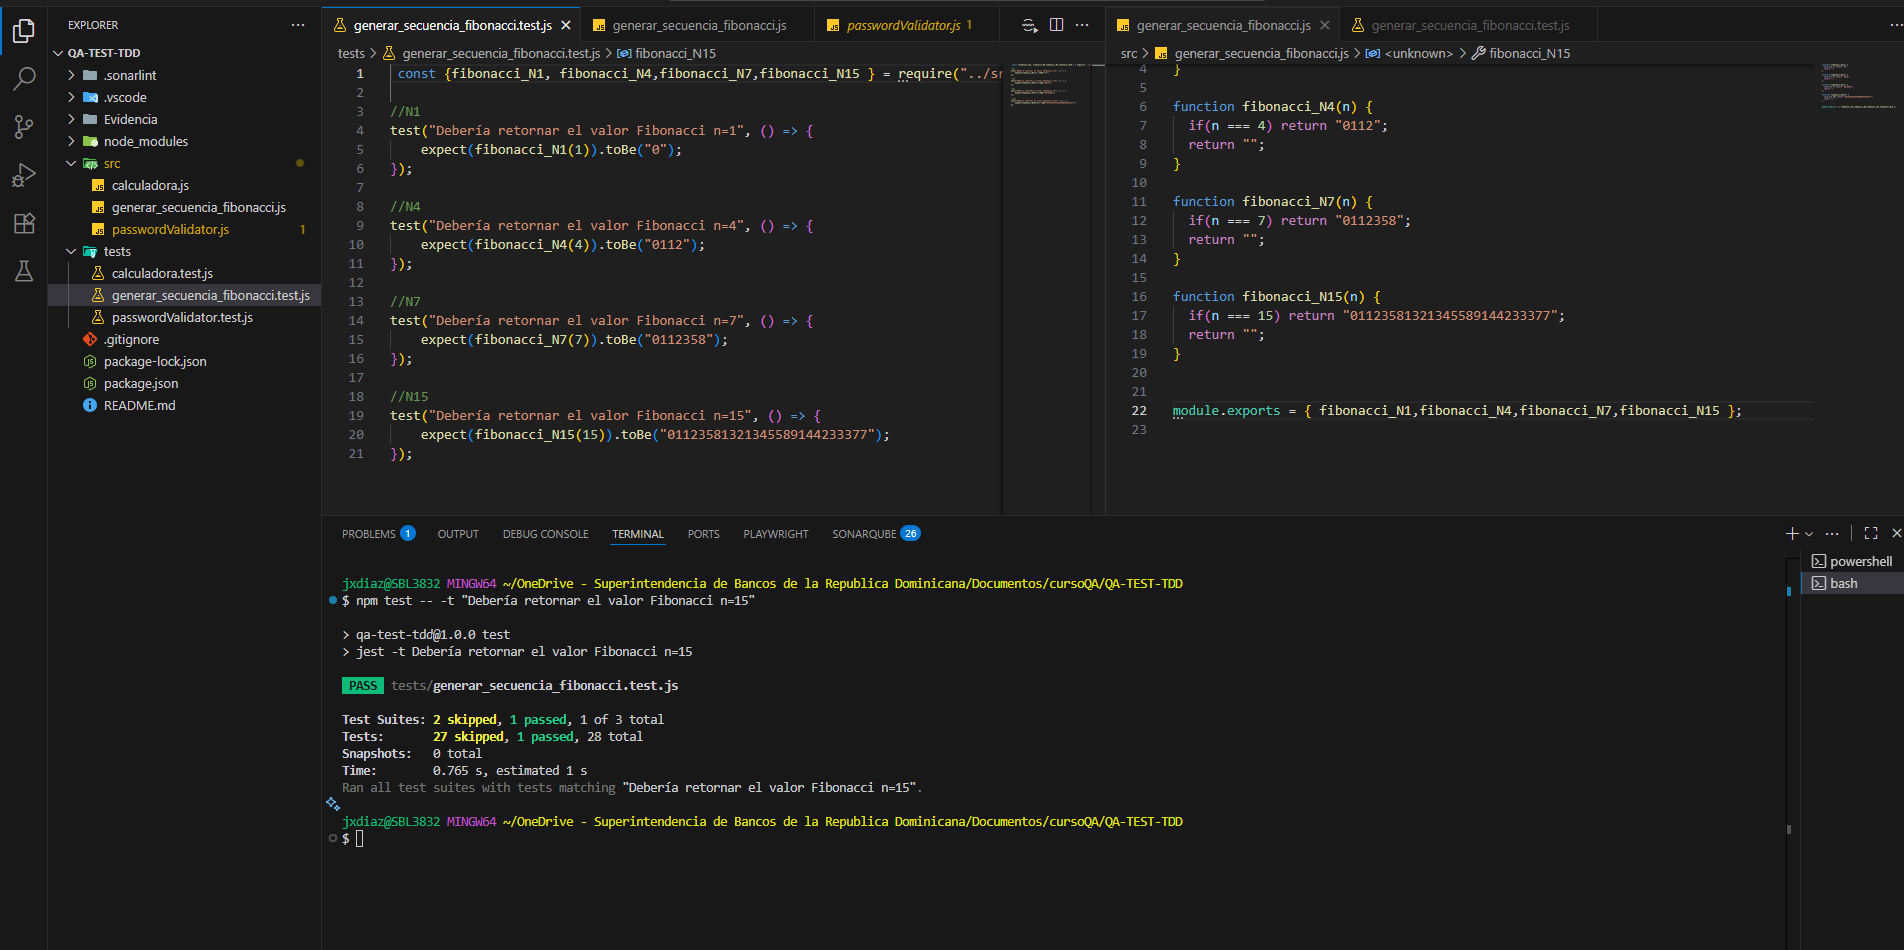 EXPLORER
QA-TEST-TDD
.sonarlint
.vscode
Evidencia
node_modules
src
calculadora.js
generar_secuencia_fibonacci.js
passwordValidator.js 1
tests
calculadora.test.js
generar_secuencia_fibonacci.test.js
passwordValidator.test.js
.gitignore
package-lock.json
package.json
README.md
generar_secuencia_fibonacci.test.js
generar_secuencia_fibonacci.js
passwordValidator.js 1
tests > generar_secuencia_fibonacci.test.js > fibonacci_N15
1 const {fibonacci_N1, fibonacci_N4,fibonacci_N7,fibonacci_N15 } = require("../sr
2
3 //N1
4 test("Debería retornar el valor Fibonacci n=1", () => {
5 expect(fibonacci_N1(1)).toBe("0");
6 });
7
8 //N4
9 test("Debería retornar el valor Fibonacci n=4", () => {
10 expect(fibonacci_N4(4)).toBe("0112");
11 });
12
13 //N7
14 test("Debería retornar el valor Fibonacci n=7", () => {
15 expect(fibonacci_N7(7)).toBe("0112358");
16 });
17
18 //N15
19 test("Debería retornar el valor Fibonacci n=15", () => {
20 expect(fibonacci_N15(15)).toBe("01123581321345589144233377");
21 });
generar_secuencia_fibonacci.js
generar_secuencia_fibonacci.test.js
src > generar_secuencia_fibonacci.js > <unknown> > fibonacci_N15
4 }
5
6 function fibonacci_N4(n) {
7 if(n === 4) return "0112";
8 return "";
9 }
10
11 function fibonacci_N7(n) {
12 if(n === 7) return "0112358";
13 return "";
14 }
15
16 function fibonacci_N15(n) {
17 if(n === 15) return "01123581321345589144233377";
18 return "";
19 }
20
21
22 module.exports = { fibonacci_N1,fibonacci_N4,fibonacci_N7,fibonacci_N15 };
23
PROBLEMS 1 OUTPUT DEBUG CONSOLE TERMINAL PORTS PLAYWRIGHT SONARQUBE 26
jxdiaz@SBL3832 MINGW64 ~/OneDrive - Superintendencia de Bancos de la Republica Dominicana/Documentos/cursoQA/QA-TEST-TDD
$ npm test -- -t "Debería retornar el valor Fibonacci n=15"
> qa-test-tdd@1.0.0 test
> jest -t Debería retornar el valor Fibonacci n=15
PASS tests/generar_secuencia_fibonacci.test.js
Test Suites: 2 skipped, 1 passed, 1 of 3 total
Tests: 27 skipped, 1 passed, 28 total
Snapshots: 0 total
Time: 0.765 s, estimated 1 s
Ran all test suites with tests matching "Debería retornar el valor Fibonacci n=15".
jxdiaz@SBL3832 MINGW64 ~/OneDrive - Superintendencia de Bancos de la Republica Dominicana/Documentos/cursoQA/QA-TEST-TDD
$
powershell
bash